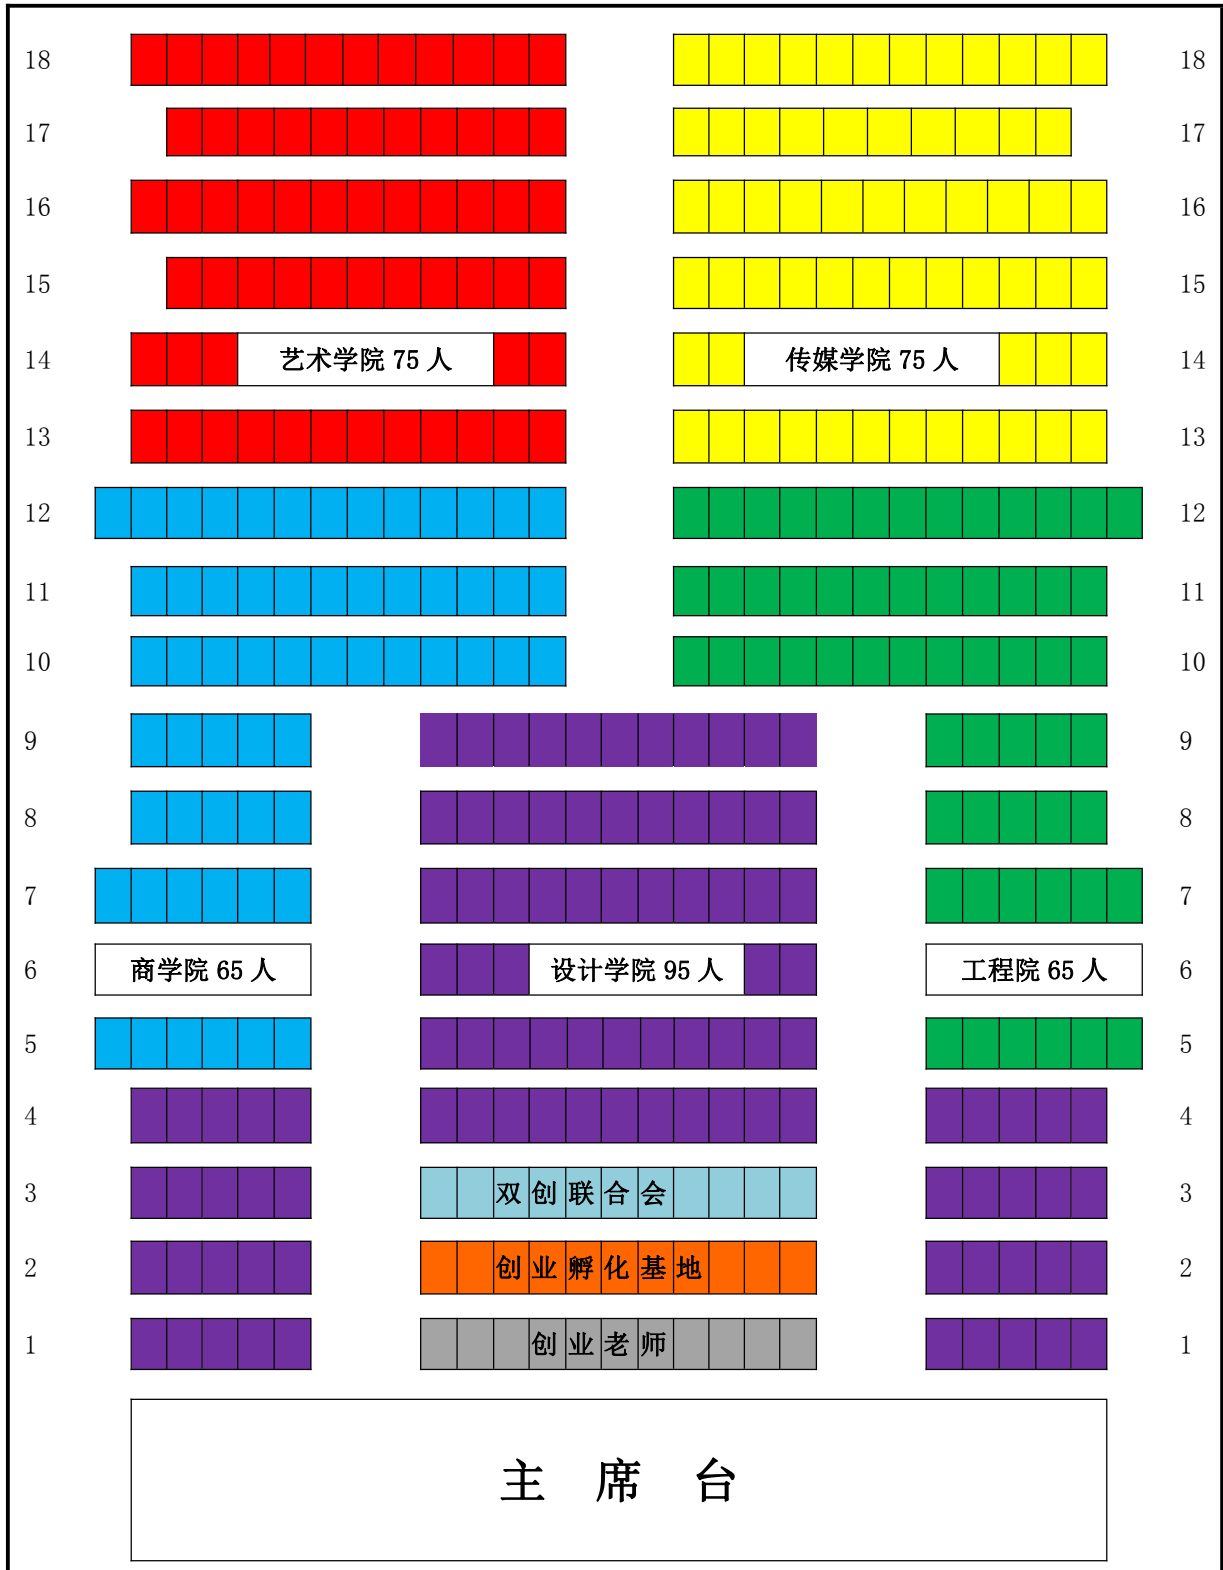 18 18
17 17
16 16
15 15
14 艺术学院 75 人 传媒学院 75 人 14
13 13
12 12
11 11
10 10
9 9
8 8
7 7
6 商学院 65 人 设计学院 95 人 工程院 65 人 6
5 5
4 4
3 双创联合会 3
2 创业孵化基地 2
1 创业老师 1
主 席 台